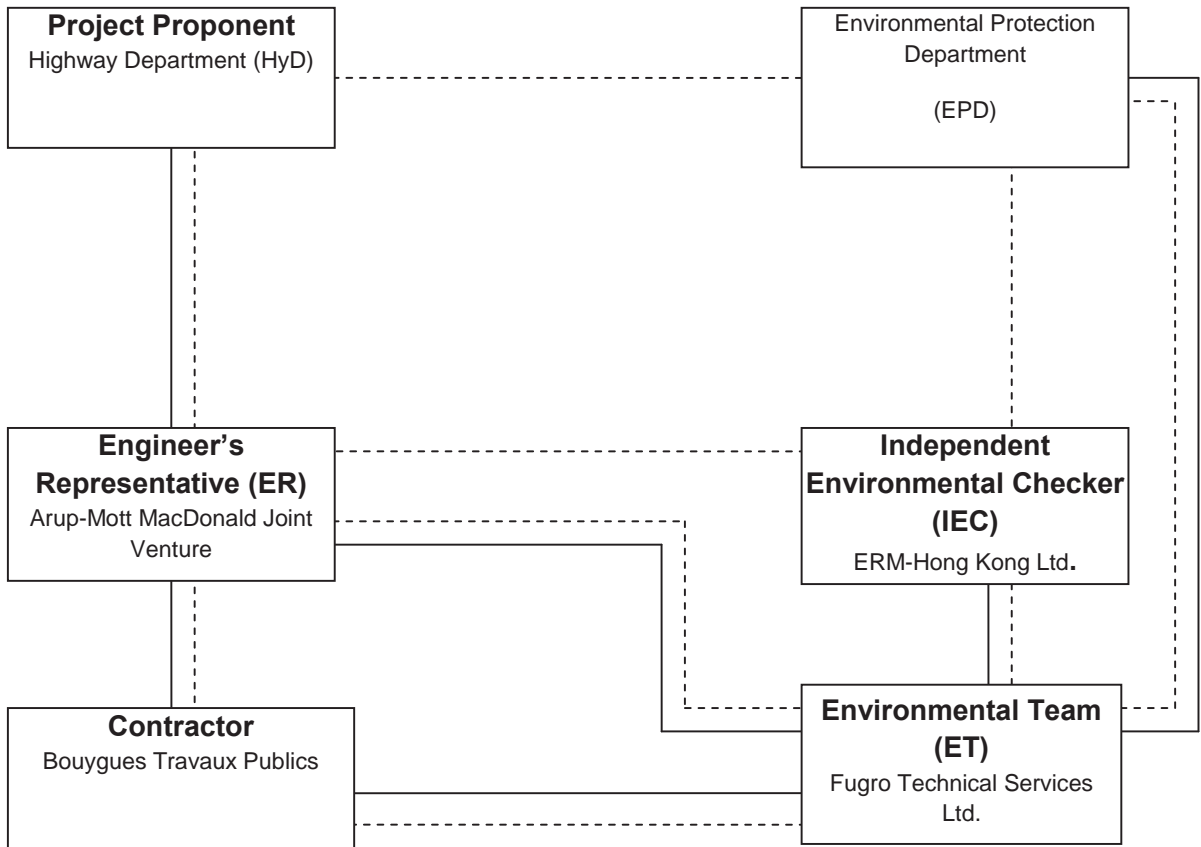 Project Proponent
Highway Department (HyD)
Environmental Protection
Department
(EPD)
Engineer’s
Representative (ER)
Arup-Mott MacDonald Joint
Venture
Independent
Environmental Checker
(IEC)
ERM-Hong Kong Ltd.
Contractor
Bouygues Travaux Publics
Environmental Team
(ET)
Fugro Technical Services
Ltd.